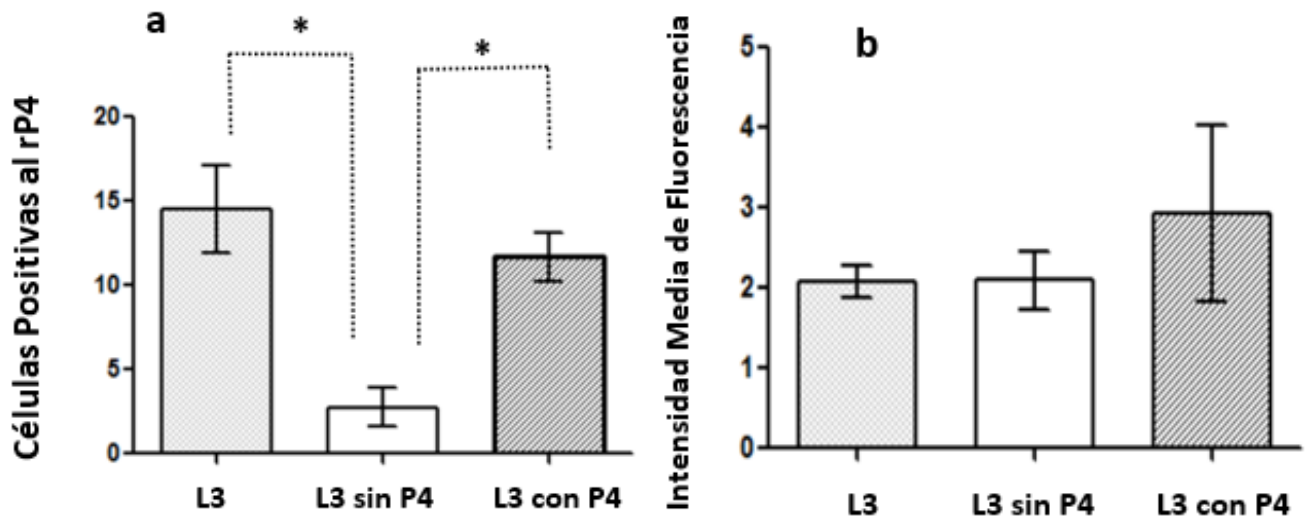 a
*
*
Células Positivas al rP4
20
15
10
5
0
L3
L3 sin P4
L3 con P4
b
Intensidad Media de Fluorescencia
5
4
3
2
1
0
L3
L3 sin P4
L3 con P4